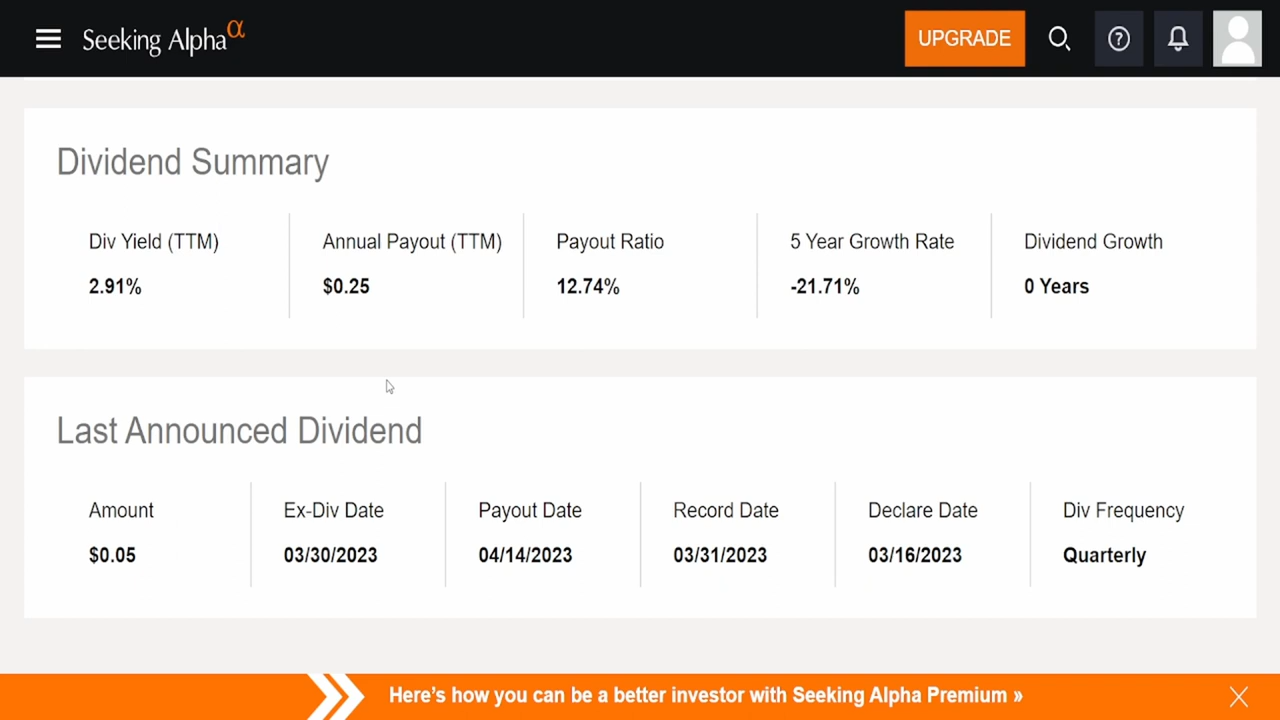 Seeking Alpha α
UPGRADE
Dividend Summary
Div Yield (TTM)
2.91%
Annual Payout (TTM)
$0.25
Payout Ratio
12.74%
5 Year Growth Rate
-21.71%
Dividend Growth
0 Years
Last Announced Dividend
Amount
$0.05
Ex-Div Date
03/30/2023
Payout Date
04/14/2023
Record Date
03/31/2023
Declare Date
03/16/2023
Div Frequency
Quarterly
Here's how you can be a better investor with Seeking Alpha Premium »